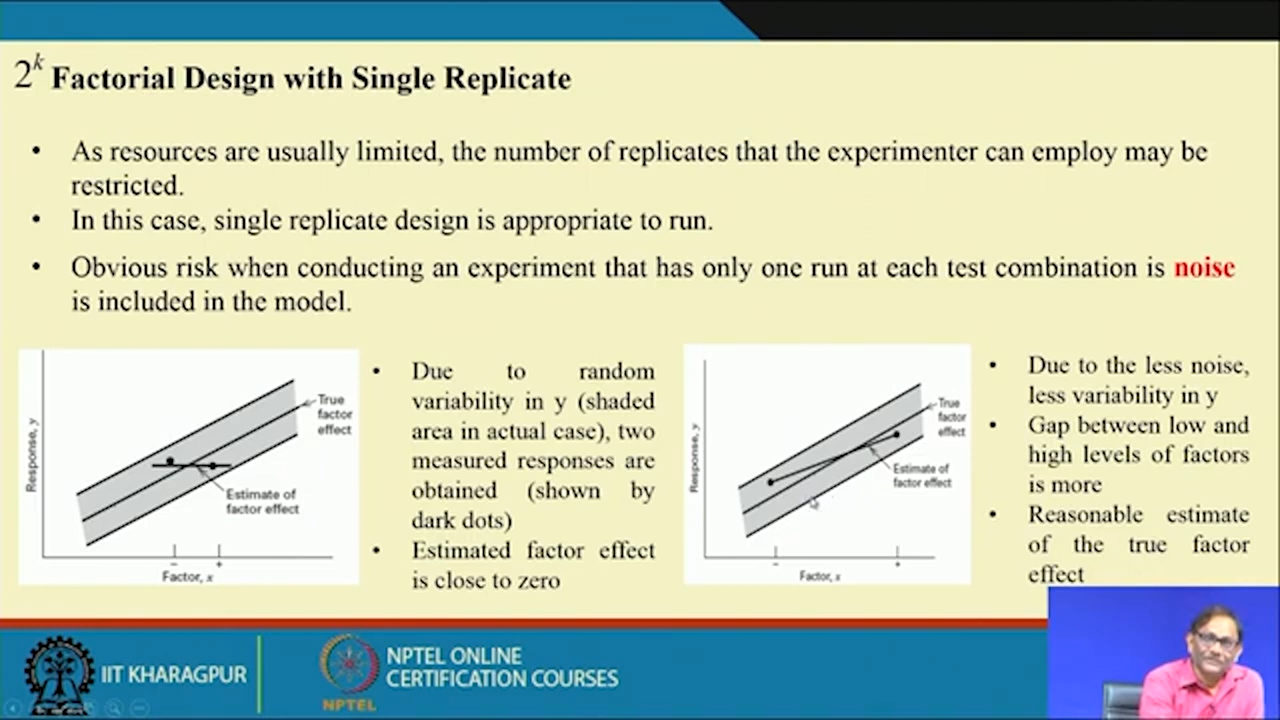 2^k Factorial Design with Single Replicate
• As resources are usually limited, the number of replicates that the experimenter can employ may be
restricted.
• In this case, single replicate design is appropriate to run.
• Obvious risk when conducting an experiment that has only one run at each test combination is noise
is included in the model.
Response, y
True
factor
effect
Estimate of
factor effect
− +
Factor, x
• Due to random
variability in y (shaded
area in actual case), two
measured responses are
obtained (shown by
dark dots)
• Estimated factor effect
is close to zero
Response, y
True
factor
effect
Estimate of
factor effect
− +
Factor, x
• Due to the less noise,
less variability in y
• Gap between low and
high levels of factors
is more
• Reasonable estimate
of the true factor
effect
IIT KHARAGPUR
NPTEL
NPTEL ONLINE
CERTIFICATION COURSES